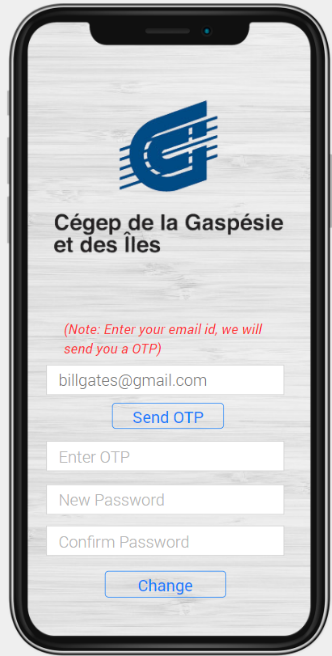 Cégep de la Gaspésie
et des Îles
(Note: Enter your email id, we will
send you a OTP)
billgates@gmail.com
Send OTP
Enter OTP
New Password
Confirm Password
Change